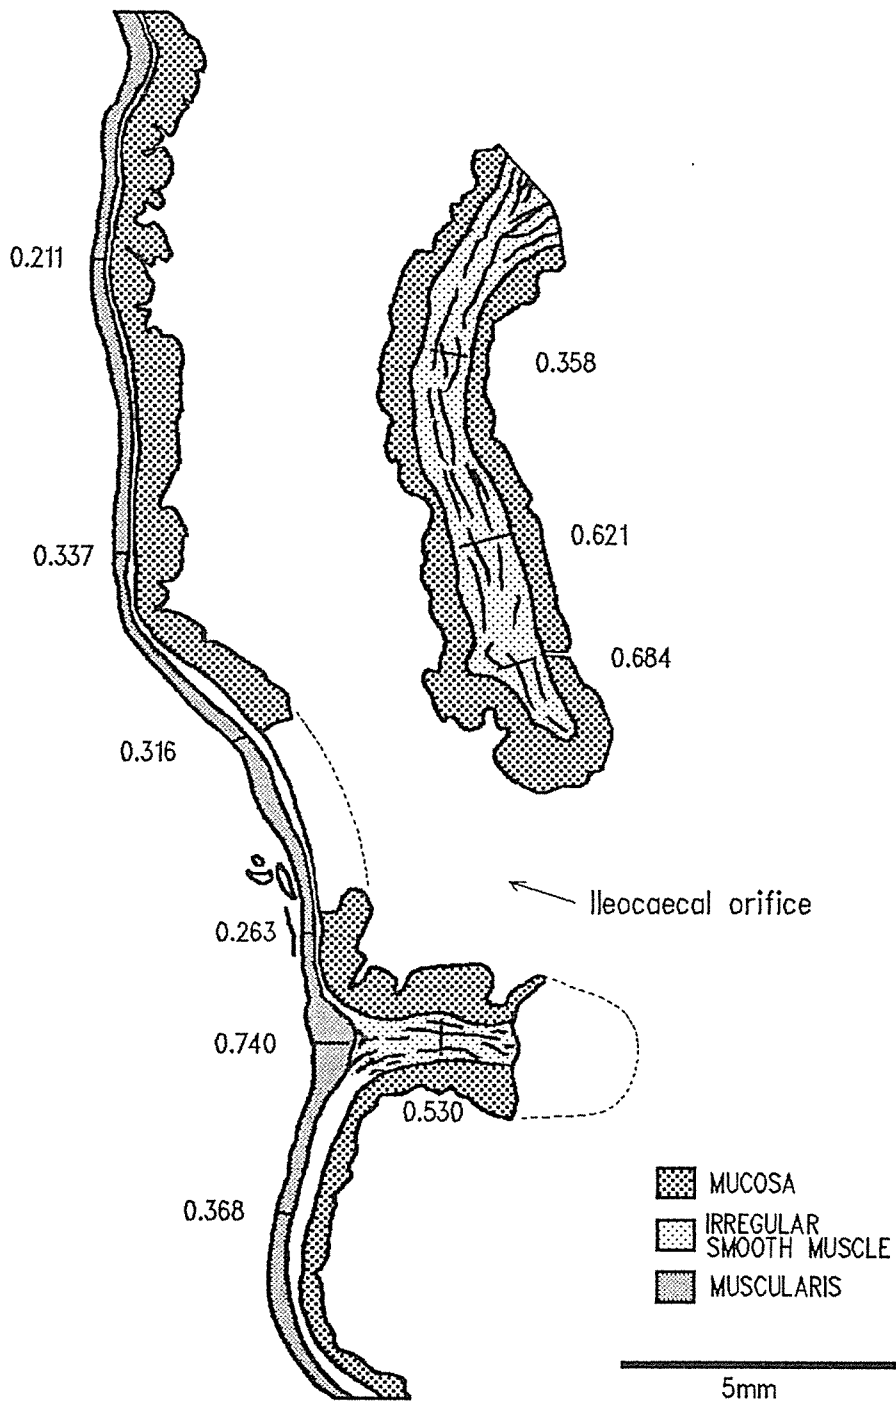 0.211
0.358
0.621
0.337
0.684
0.316
Ileocaecal orifice
0.263
0.740
0.530
0.368
MUCOSA
IRREGULAR
SMOOTH MUSCLE
MUSCULARIS
5mm